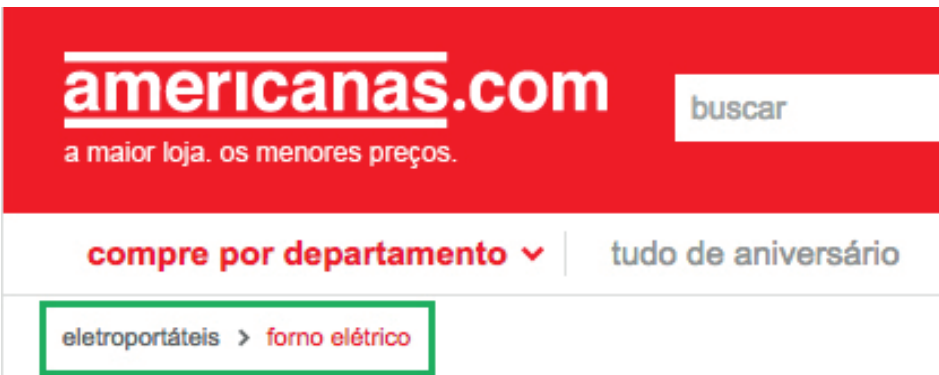 americanas.com
buscar
a maior loja. os menores preços.
compre por departamento
tudo de aniversário
eletroportáteis > forno elétrico